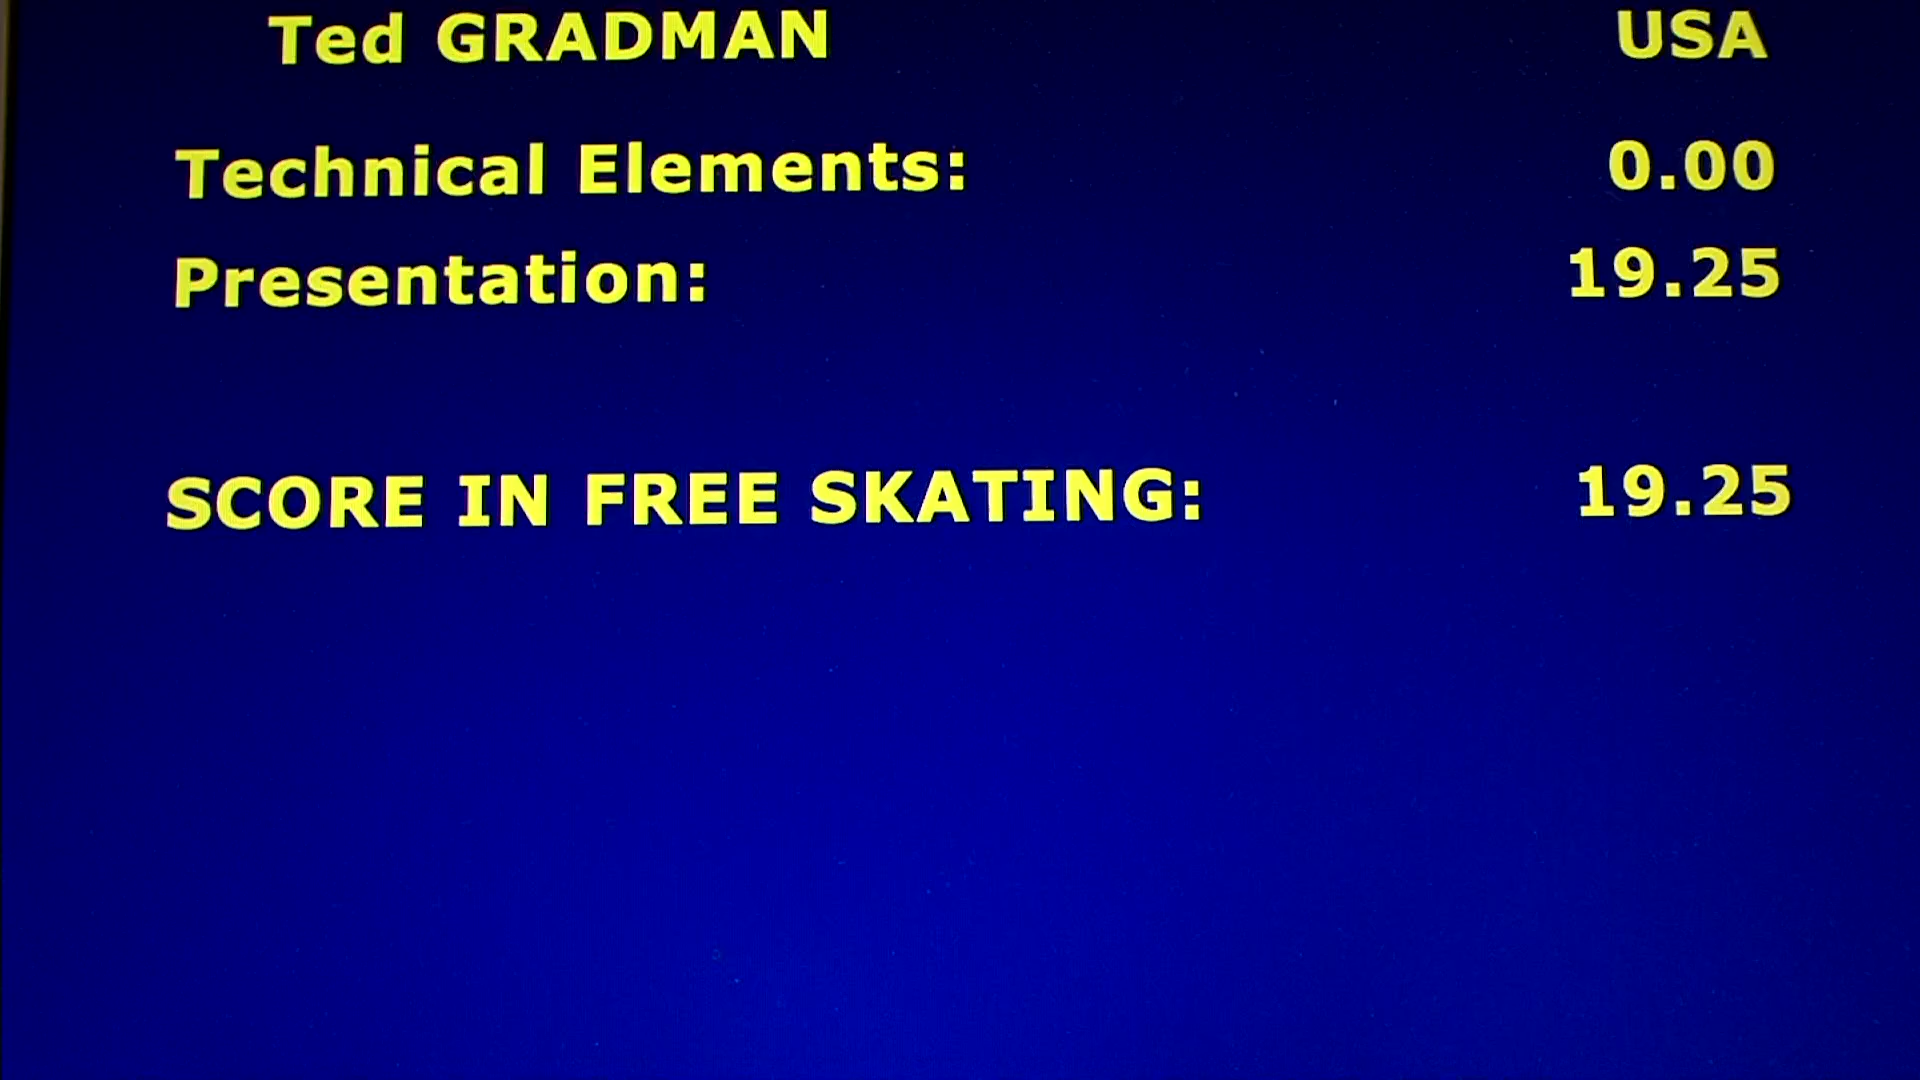 Ted GRADMAN USA
Technical Elements: 0.00
Presentation: 19.25
SCORE IN FREE SKATING: 19.25